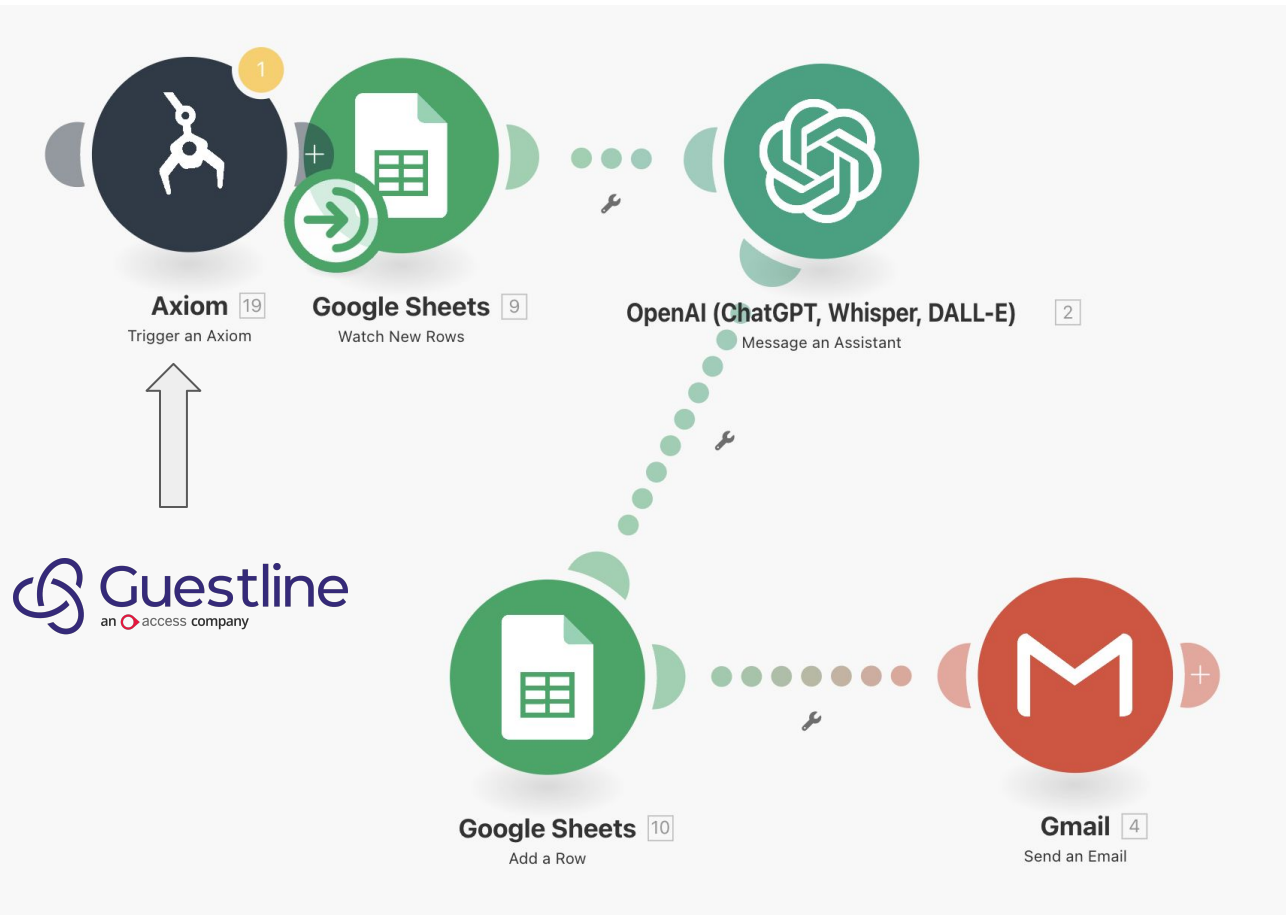 1
Axiom 19
Trigger an Axiom
Google Sheets 9
Watch New Rows
OpenAI (ChatGPT, Whisper, DALL-E) 2
Message an Assistant
Guestline
an access company
Google Sheets 10
Add a Row
Gmail 4
Send an Email